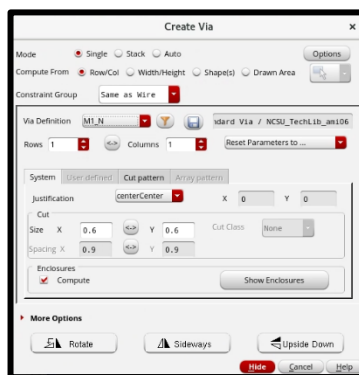 Create Via
Mode Single Stack Auto Options
Compute From Row/Col Width/Height Shape(s) Drawn Area
Constraint Group Same as Wire
Via Definition M1_N ndard Via / NCSU_TechLib_ami06
Rows 1 <-> Columns 1 Reset Parameters to ...
System User defined Cut pattern Array pattern
Justification centerCenter X 0 Y 0
Cut
Size X 0.6 <-> Y 0.6 Cut Class None
Spacing X 0.9 <-> Y 0.9
Enclosures
Compute Show Enclosures
More Options
Rotate Sideways Upside Down
Hide Cancel Help